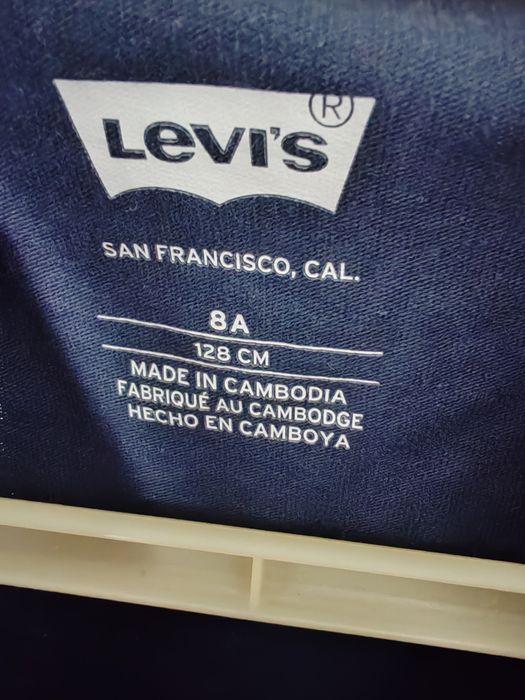 Levi's ®
SAN FRANCISCO, CAL.
8A
128 CM
MADE IN CAMBODIA
FABRIQUÉ AU CAMBODGE
HECHO EN CAMBOYA